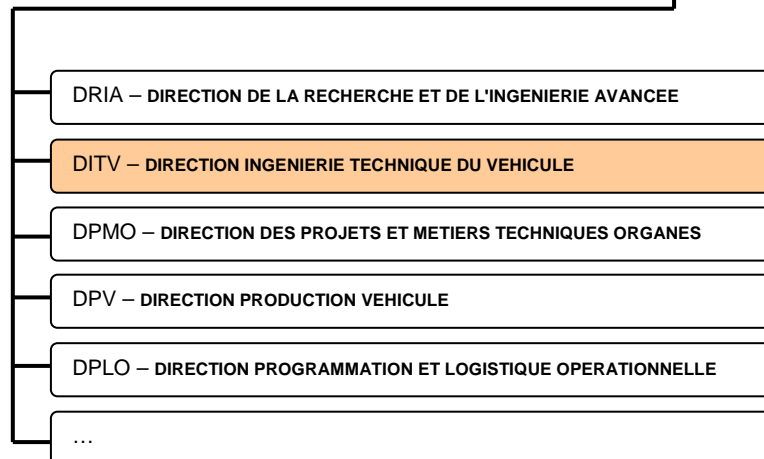 DRIA – DIRECTION DE LA RECHERCHE ET DE L'INGENIERIE AVANCEE
DITV – DIRECTION INGENIERIE TECHNIQUE DU VEHICULE
DPMO – DIRECTION DES PROJETS ET METIERS TECHNIQUES ORGANES
DPV – DIRECTION PRODUCTION VEHICULE
DPLO – DIRECTION PROGRAMMATION ET LOGISTIQUE OPERATIONNELLE
…